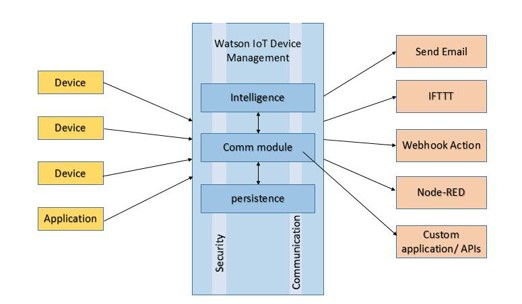 Watson IoT Device
Management
Device
Device
Device
Application
Intelligence
Comm module
persistence
Security
Communication
Send Email
IFTTT
Webhook Action
Node-RED
Custom
application/ APIs